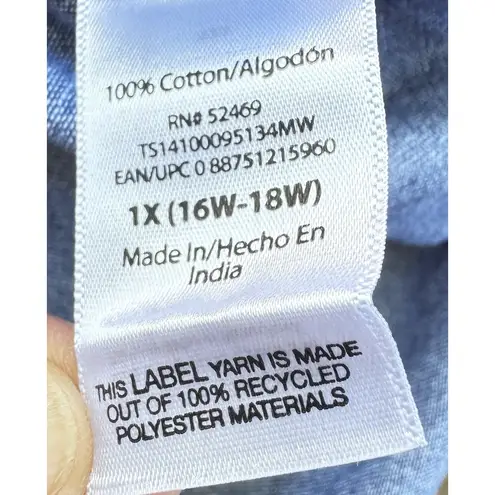 100% Cotton/Algodón
RN# 52469
TS14100095134MW
EAN/UPC 0 88751215960
1X (16W-18W)
Made In/Hecho En
India
THIS LABEL YARN IS MADE
OUT OF 100% RECYCLED
POLYESTER MATERIALS